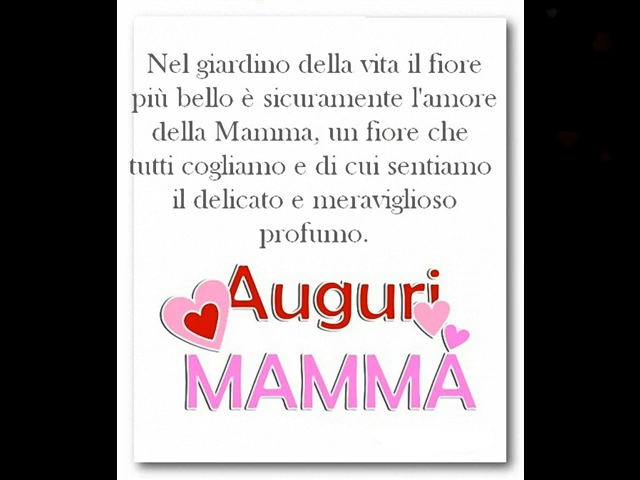 Nel giardino della vita il fiore
più bello è sicuramente l'amore
della Mamma, un fiore che
tutti cogliamo e di cui sentiamo
il delicato e meraviglioso
profumo.
Auguri
MAMMA